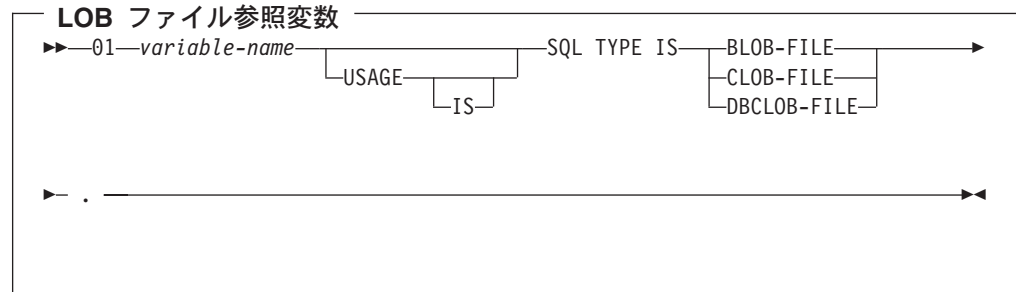 LOB ファイル参照変数
01 variable-name SQL TYPE IS BLOB-FILE
USAGE CLOB-FILE
IS DBCLOB-FILE
.